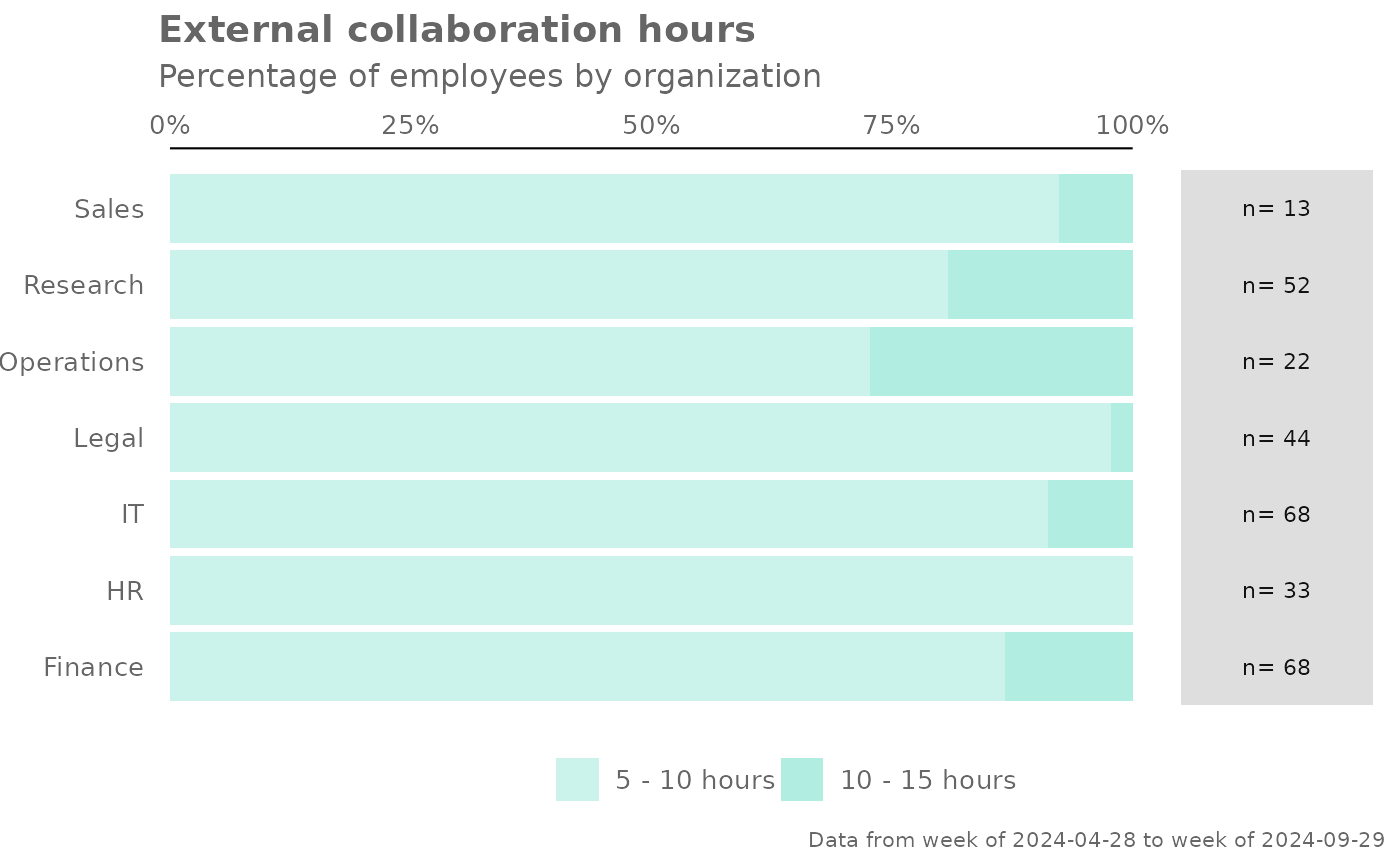 External collaboration hours
Percentage of employees by organization
0% 25% 50% 75% 100%
Sales n= 13
Research n= 52
Operations n= 22
Legal n= 44
IT n= 68
HR n= 33
Finance n= 68
5 - 10 hours 10 - 15 hours
Data from week of 2024-04-28 to week of 2024-09-29